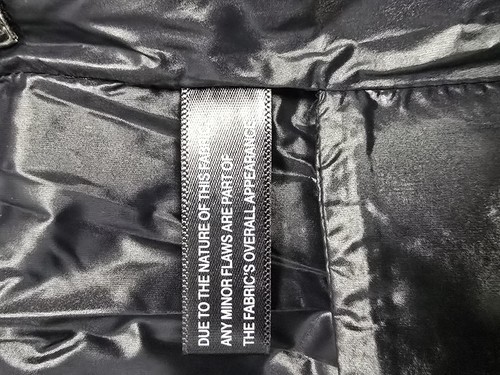 DUE TO THE NATURE OF THIS FABRIC
ANY MINOR FLAWS ARE PART OF
THE FABRIC'S OVERALL APPEARANCE